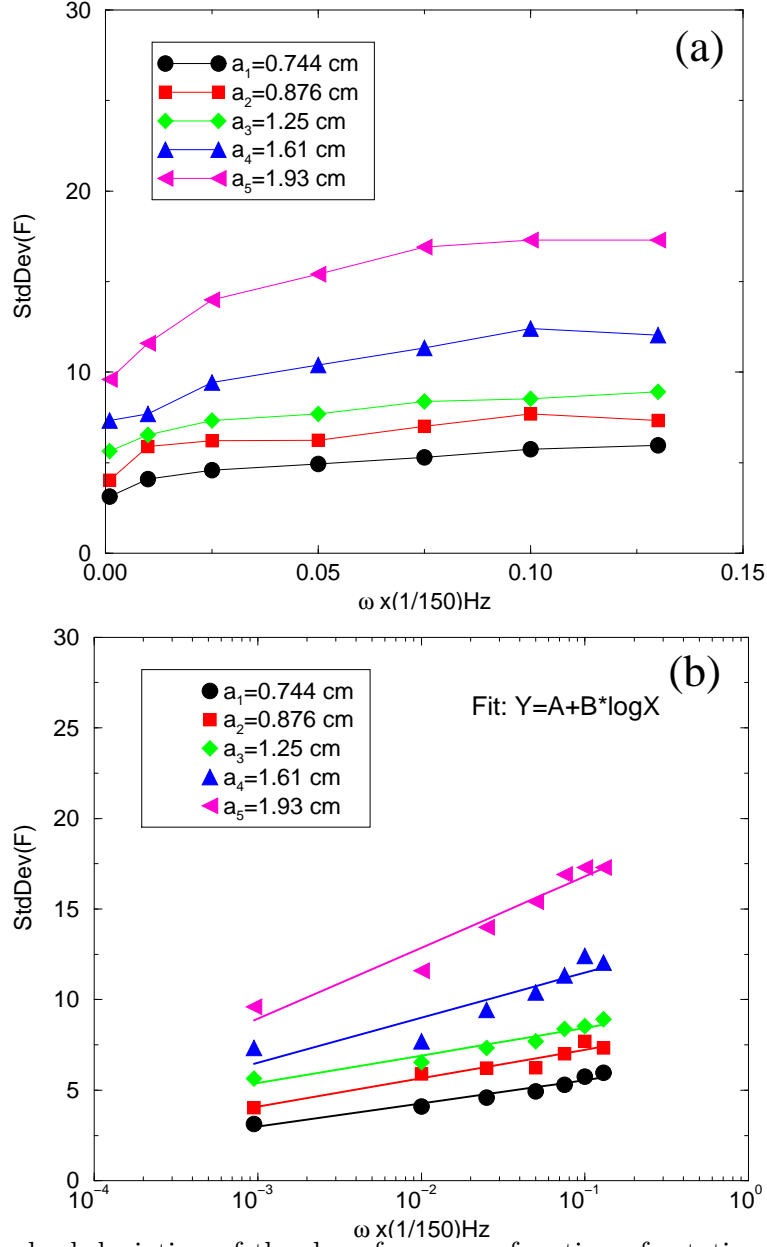 30
20
10
0
StdDev(F)
(a)
a₁=0.744 cm
a₂=0.876 cm
a₃=1.25 cm
a₄=1.61 cm
a₅=1.93 cm
0.00 0.05 0.10 0.15
ω x(1/150)Hz
30
25
20
15
10
5
0
StdDev(F)
(b)
a₁=0.744 cm
a₂=0.876 cm
a₃=1.25 cm
a₄=1.61 cm
a₅=1.93 cm
Fit: Y=A+B*logX
10⁻⁴ 10⁻³ 10⁻² 10⁻¹ 10⁰
ω x(1/150)Hz